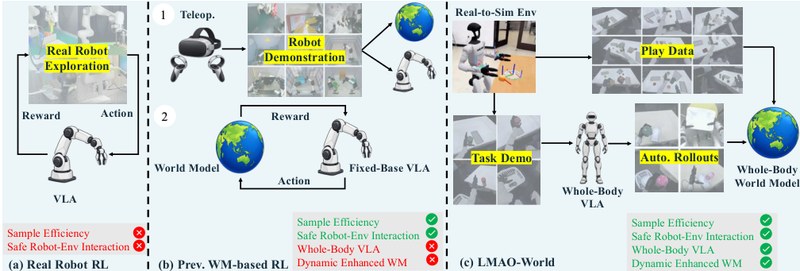 Real Robot
Exploration
Reward
Action
VLA
Sample Efficiency
Safe Robot-Env Interaction
(a) Real Robot RL
1
Teleop.
Robot
Demonstration
2
Reward
World Model
Fixed-Base VLA
Action
Sample Efficiency
Safe Robot-Env Interaction
Whole-Body VLA
Dynamic Enhanced WM
(b) Prev. WM-based RL
Real-to-Sim Env
Play Data
Task Demo
Whole-Body
VLA
Auto. Rollouts
Whole-Body
World Model
Sample Efficiency
Safe Robot-Env Interaction
Whole-Body VLA
Dynamic Enhanced WM
(c) LMAO-World